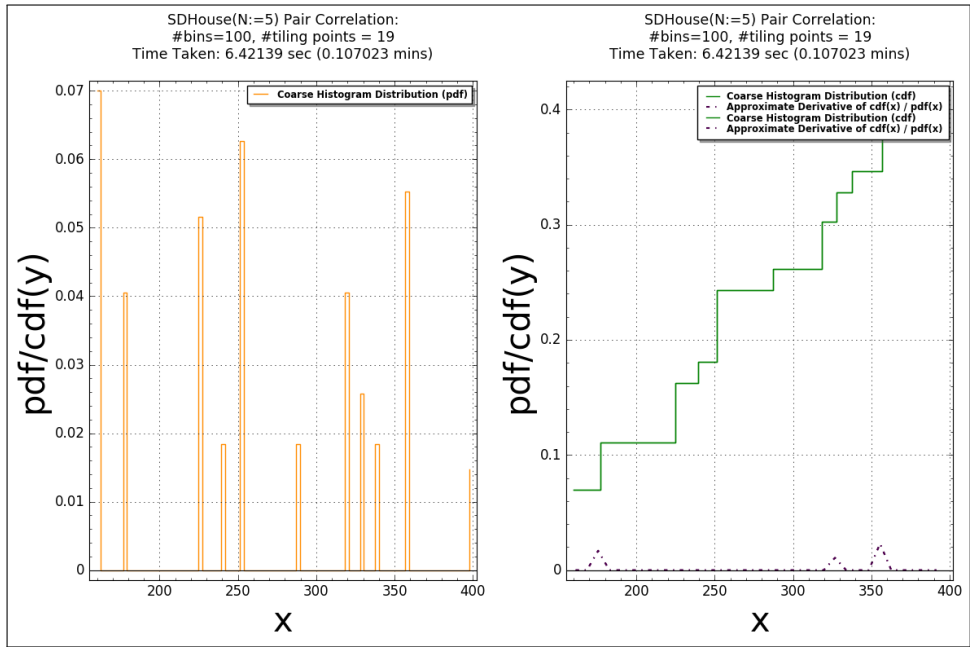 SDHouse(N:=5) Pair Correlation:
#bins=100, #tiling points = 19
Time Taken: 6.42139 sec (0.107023 mins)
Coarse Histogram Distribution (pdf)
pdf/cdf(y)
0.07
0.06
0.05
0.04
0.03
0.02
0.01
0
200
250
300
350
400
x
SDHouse(N:=5) Pair Correlation:
#bins=100, #tiling points = 19
Time Taken: 6.42139 sec (0.107023 mins)
Coarse Histogram Distribution (cdf)
Approximate Derivative of cdf(x) / pdf(x)
Coarse Histogram Distribution (cdf)
Approximate Derivative of cdf(x) / pdf(x)
pdf/cdf(y)
0.4
0.3
0.2
0.1
0
200
250
300
350
400
x